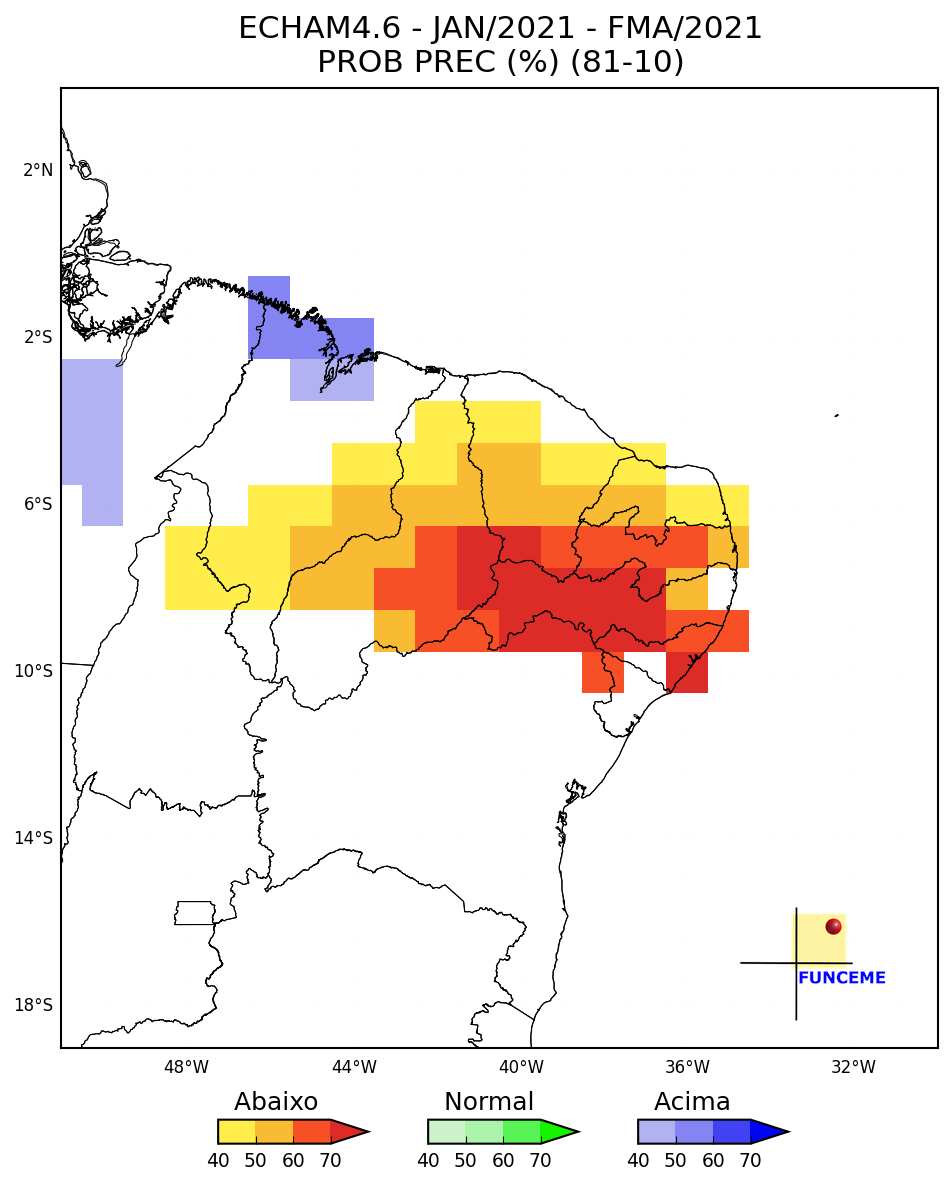 ECHAM4.6 - JAN/2021 - FMA/2021
PROB PREC (%) (81-10)
2°N
2°S
6°S
10°S
14°S
18°S
FUNCEME
48°W 44°W 40°W 36°W 32°W
Abaixo Normal Acima
40 50 60 70 40 50 60 70 40 50 60 70